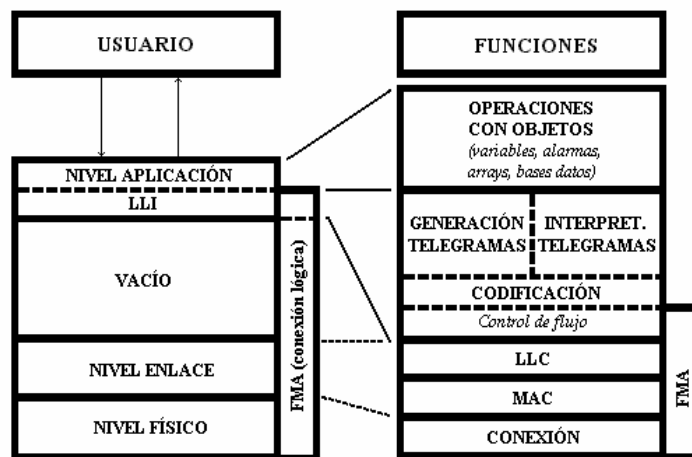 USUARIO
NIVEL APLICACIÓN
LLI
VACÍO
NIVEL ENLACE
NIVEL FÍSICO
FMA (conexión lógica)
FUNCIONES
OPERACIONES
CON OBJETOS
(variables, alarmas,
arrays, bases datos)
GENERACIÓN
TELEGRAMAS
INTERPRET.
TELEGRAMAS
CODIFICACIÓN
Control de flujo
LLC
MAC
CONEXIÓN
FMA